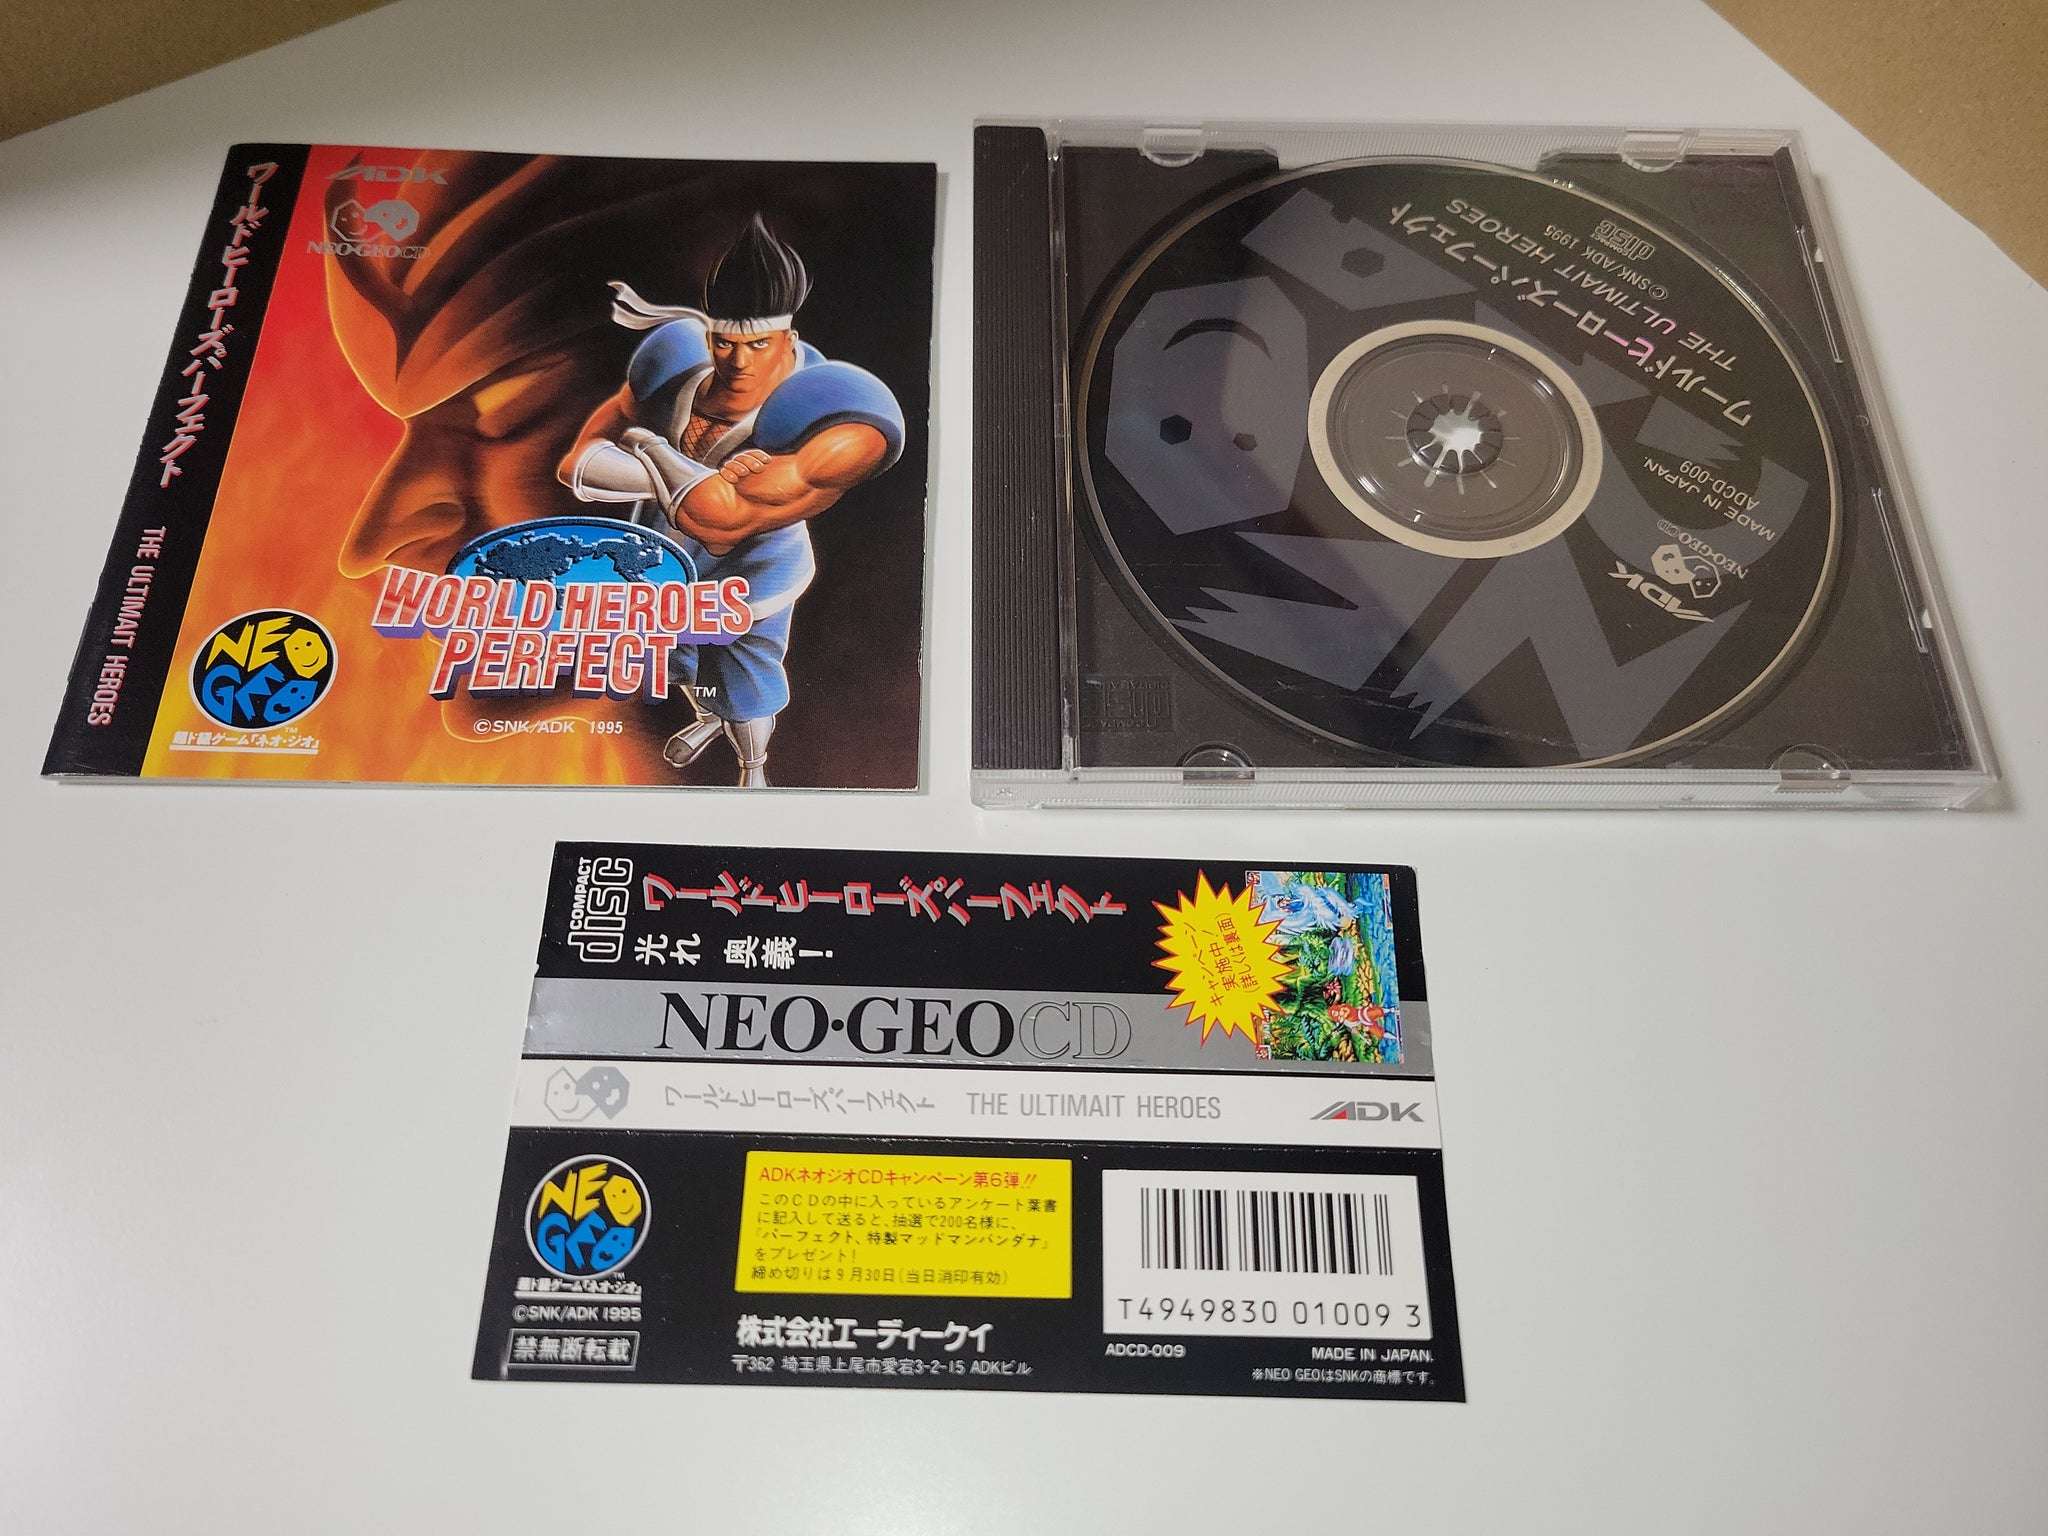 ワールドヒーローズパーフェクト
THE ULTIMAIT HEROES
ADK
NEO・GEOCD
WORLD HEROES
PERFECT
™
©SNK/ADK 1995
NEO
GEO
™
超ド級ゲーム「ネオ・ジオ」
ワールドヒーローズパーフェクト
THE ULTIMAIT HEROES
©SNK/ADK 1995
COMPACT
disc
MADE IN JAPAN.
ADCD-009
NEO・GEOCD
ADK
COMPACT
disc
ワールドヒーローズパーフェクト
光れ 奥義!
キャンペーン
実施中!
(詳しくは裏面)
NEO・GEOCD
ワールドヒーローズパーフェクト THE ULTIMAIT HEROES
ADK
NEO
GEO
™
超ド級ゲーム「ネオ・ジオ」
©SNK/ADK 1995
禁無断転載
ADKネオジオCDキャンペーン第6弾!!
このCDの中に入っているアンケート葉書
に記入して送ると、抽選で200名様に、
「パーフェクト、特製マッドマンバンダナ」
をプレゼント!
締め切りは9月30日(当日消印有効)
株式会社エーディーケイ
〒362 埼玉県上尾市愛宕3-2-15 ADKビル
T4949830 01009 3
ADCD-009
MADE IN JAPAN.
※NEO GEOはSNKの商標です。